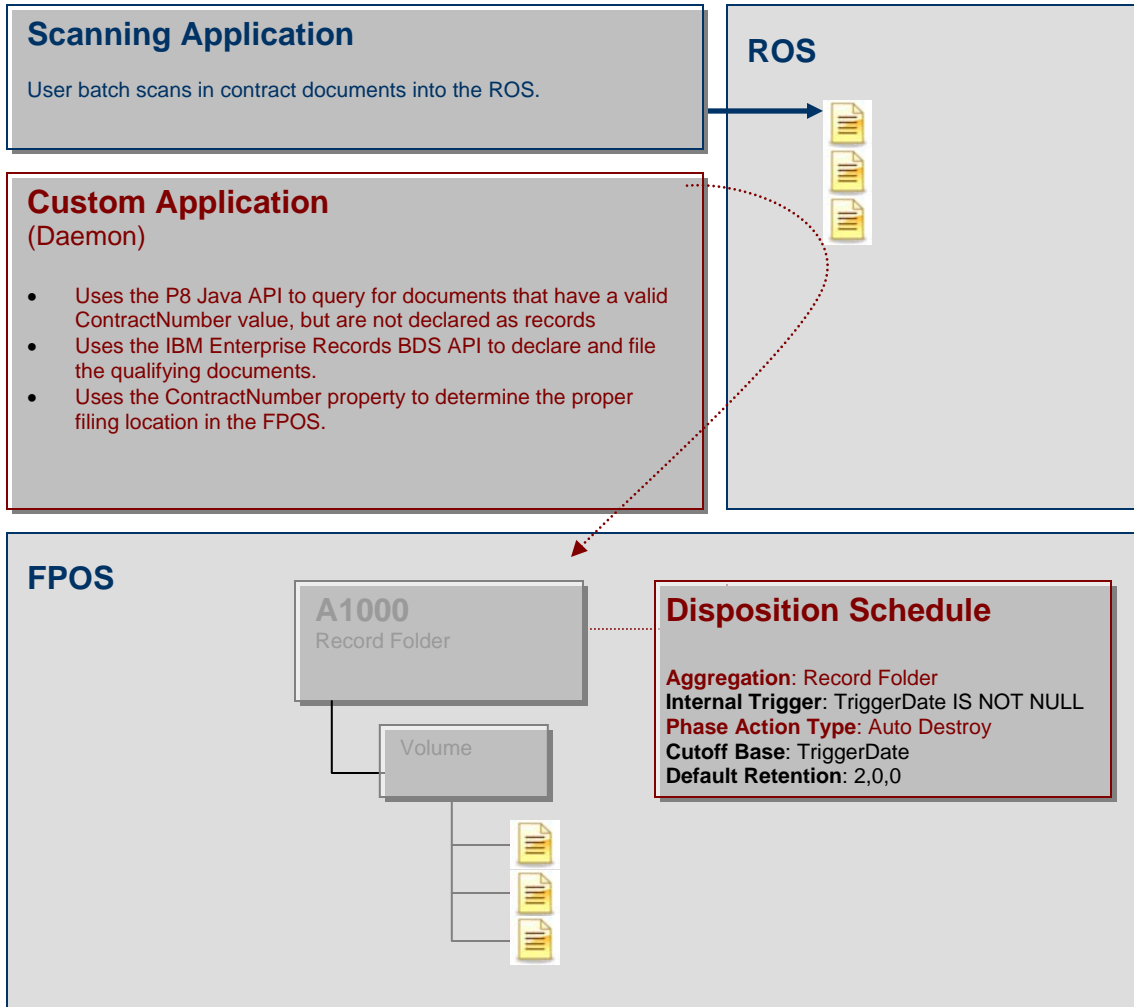 Scanning Application
User batch scans in contract documents into the ROS.
ROS
Custom Application
(Daemon)
• Uses the P8 Java API to query for documents that have a valid
ContractNumber value, but are not declared as records
• Uses the IBM Enterprise Records BDS API to declare and file
the qualifying documents.
• Uses the ContractNumber property to determine the proper
filing location in the FPOS.
FPOS
A1000
Record Folder
Volume
Disposition Schedule
Aggregation: Record Folder
Internal Trigger: TriggerDate IS NOT NULL
Phase Action Type: Auto Destroy
Cutoff Base: TriggerDate
Default Retention: 2,0,0